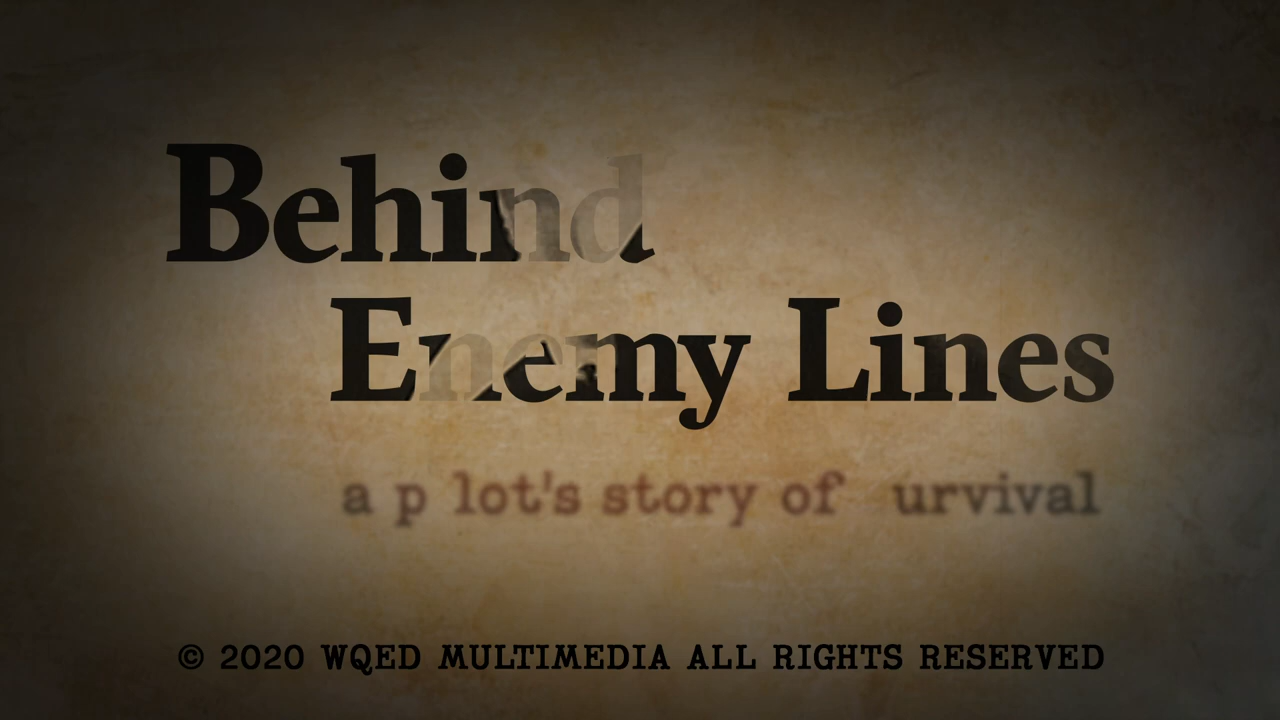 Behind
Enemy Lines
a p lot's story of urvival
© 2020 WQED MULTIMEDIA ALL RIGHTS RESERVED